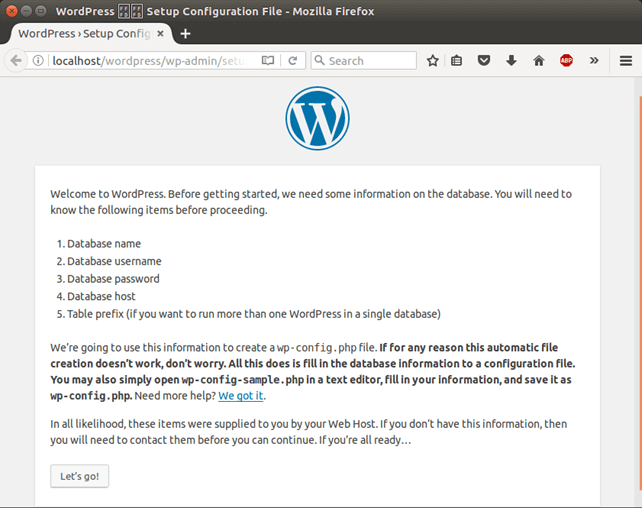 WordPress › Setup Configuration File - Mozilla Firefox
WordPress › Setup Config
localhost/wordpress/wp-admin/setu
Search
ABP
W
Welcome to WordPress. Before getting started, we need some information on the database. You will need to
know the following items before proceeding.
1. Database name
2. Database username
3. Database password
4. Database host
5. Table prefix (if you want to run more than one WordPress in a single database)
We’re going to use this information to create a wp-config.php file. If for any reason this automatic file
creation doesn’t work, don’t worry. All this does is fill in the database information to a configuration file.
You may also simply open wp-config-sample.php in a text editor, fill in your information, and save it as
wp-config.php. Need more help? We got it.
In all likelihood, these items were supplied to you by your Web Host. If you don’t have this information, then
you will need to contact them before you can continue. If you’re all ready…
Let’s go!